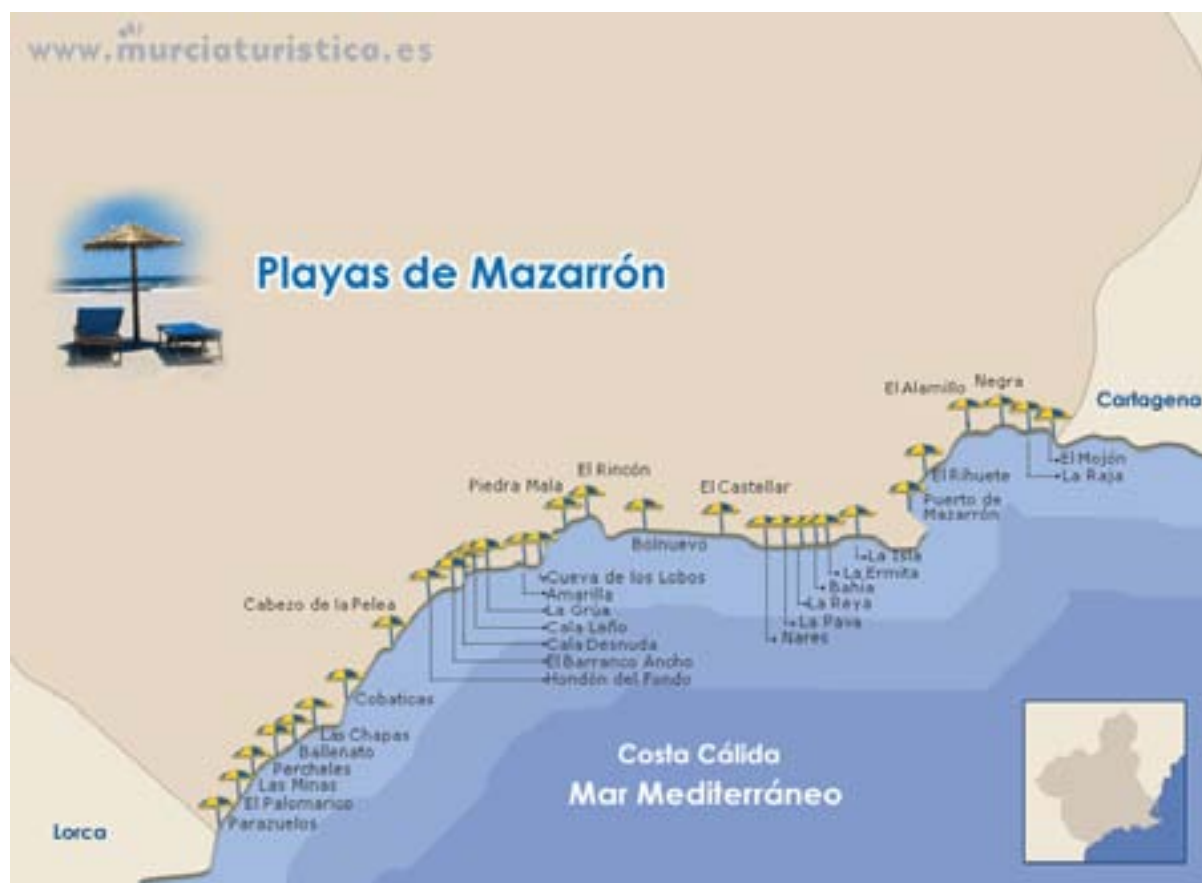 www.murciaturistica.es
Playas de Mazarrón
El Alamillo
Negra
Cartagena
El Mojón
La Raja
El Rihuete
Puerto de
Mazarrón
El Rincón
Piedra Mala
El Castellar
Bolnuevo
La Isla
La Ermita
Bahia
La Reya
La Pava
Nares
Cueva de los Lobos
Amarilla
La Grúa
Cala Leño
Cala Desnuda
El Barranco Ancho
Hondón del Fondo
Cabezo de la Pelea
Cobaticas
Las Chapas
Ballenato
Percheles
Las Minas
El Palomarico
Parazuelos
Lorca
Costa Cálida
Mar Mediterráneo